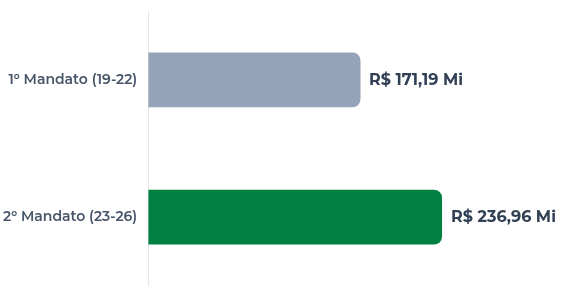 1º Mandato (19-22)
R$ 171,19 Mi
2º Mandato (23-26)
R$ 236,96 Mi